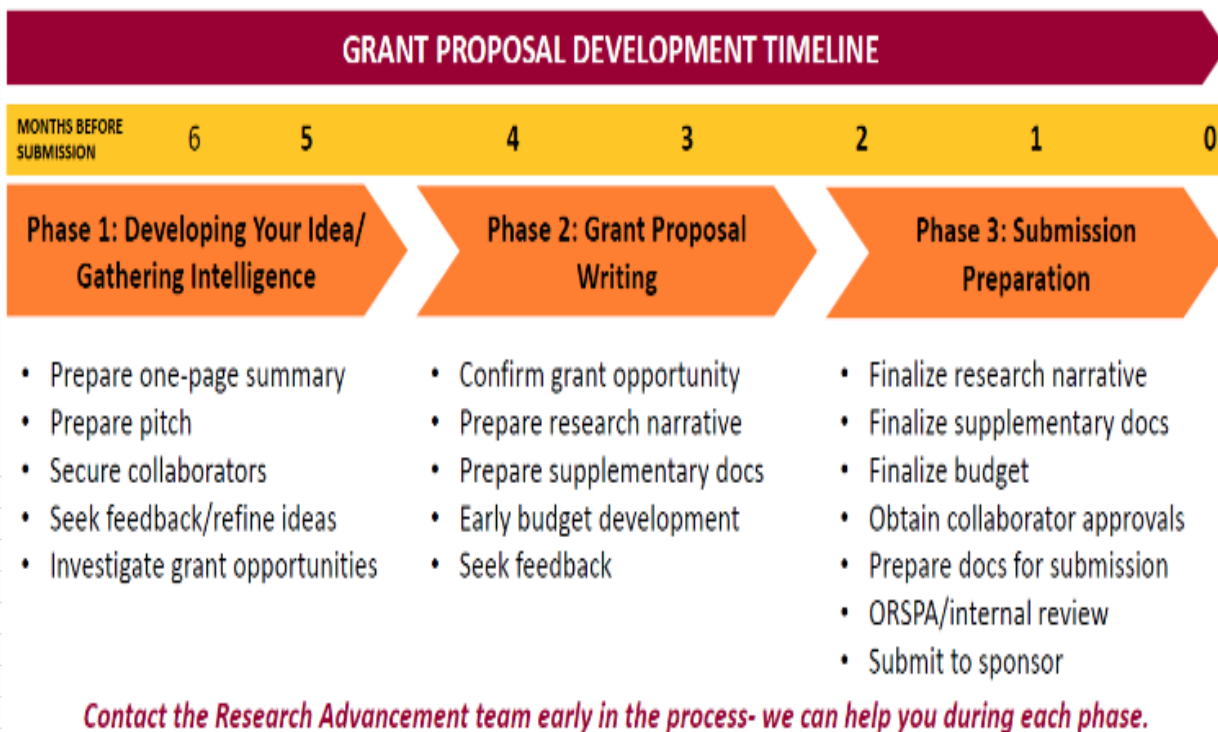 GRANT PROPOSAL DEVELOPMENT TIMELINE
MONTHS BEFORE
SUBMISSION
6 5 4 3 2 1 0
Phase 1: Developing Your Idea/
Gathering Intelligence
• Prepare one-page summary
• Prepare pitch
• Secure collaborators
• Seek feedback/refine ideas
• Investigate grant opportunities
Phase 2: Grant Proposal
Writing
• Confirm grant opportunity
• Prepare research narrative
• Prepare supplementary docs
• Early budget development
• Seek feedback
Phase 3: Submission
Preparation
• Finalize research narrative
• Finalize supplementary docs
• Finalize budget
• Obtain collaborator approvals
• Prepare docs for submission
• ORSPA/internal review
• Submit to sponsor
Contact the Research Advancement team early in the process- we can help you during each phase.